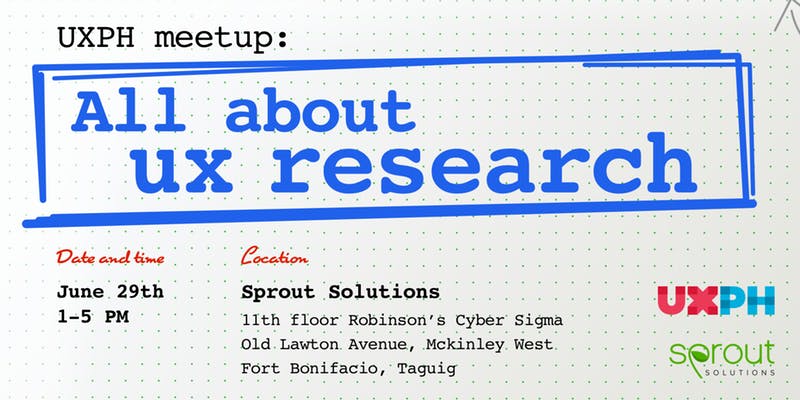 UXPH meetup:
All about
ux research
Date and time
Location
June 29th
1-5 PM
Sprout Solutions
11th floor Robinson's Cyber Sigma
Old Lawton Avenue, Mckinley West
Fort Bonifacio, Taguig
UXPH
sprout
SOLUTIONS